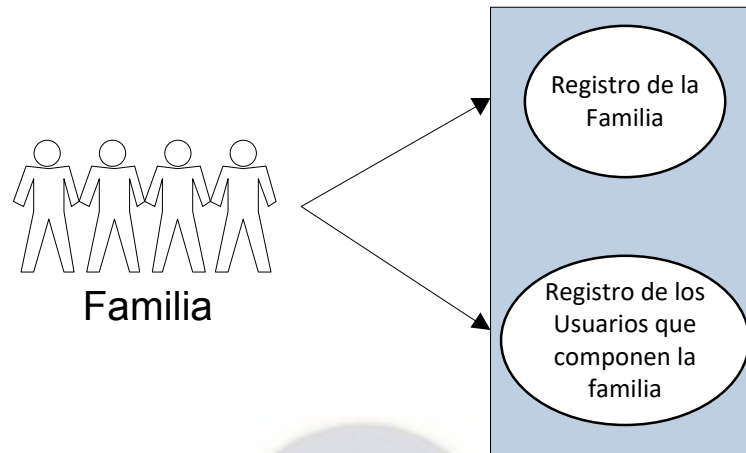 Registro de la
Familia
Familia
Registro de los
Usuarios que
componen la
familia